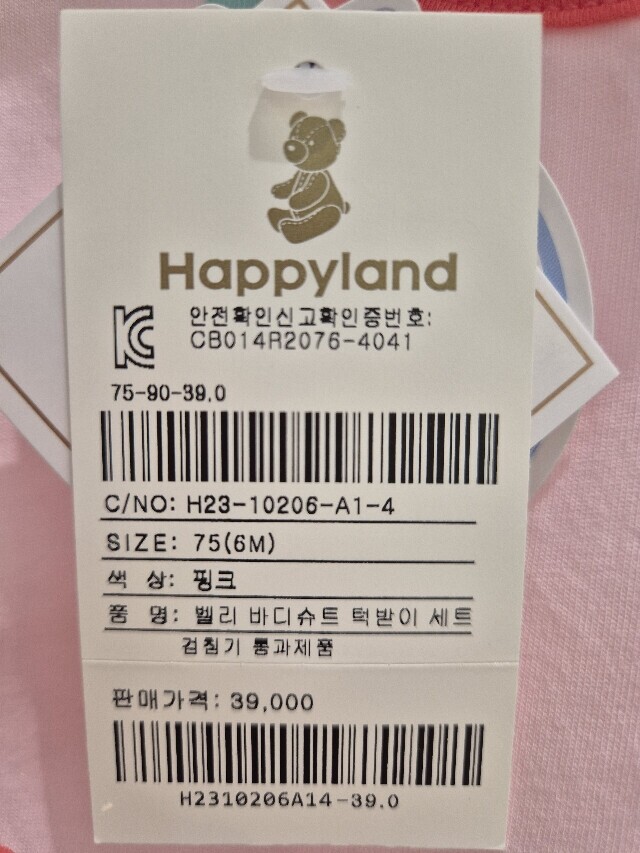 Happyland
안전확인신고확인증번호:
CB014R2076-4041
75-90-39.0
C/NO: H23-10206-A1-4
SIZE: 75(6M)
색 상: 핑크
품 명: 벨리 바디슈트 턱받이 세트
검침기 통과제품
판매가격: 39,000
H2310206A14-39.0